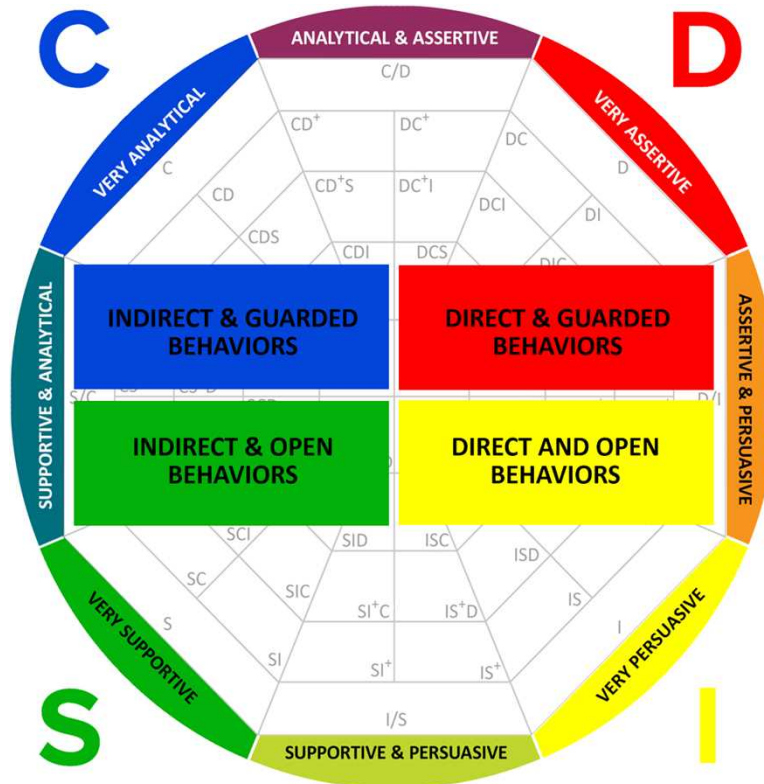 C
D
ANALYTICAL & ASSERTIVE
VERY ANALYTICAL
VERY ASSERTIVE
C/D
CD+
DC+
C
DC
D
CD
CD+S
DC+I
DCI
DI
CDS
CDI
DCS
DIC
SUPPORTIVE & ANALYTICAL
INDIRECT & GUARDED
BEHAVIORS
DIRECT & GUARDED
BEHAVIORS
ASSERTIVE & PERSUASIVE
S/C
D/I
INDIRECT & OPEN
BEHAVIORS
DIRECT AND OPEN
BEHAVIORS
SCI
SID
ISC
ISD
SC
SIC
SI+C
IS+D
IS
S
I
SI
SI+
IS+
VERY SUPPORTIVE
VERY PERSUASIVE
I/S
SUPPORTIVE & PERSUASIVE
S
I